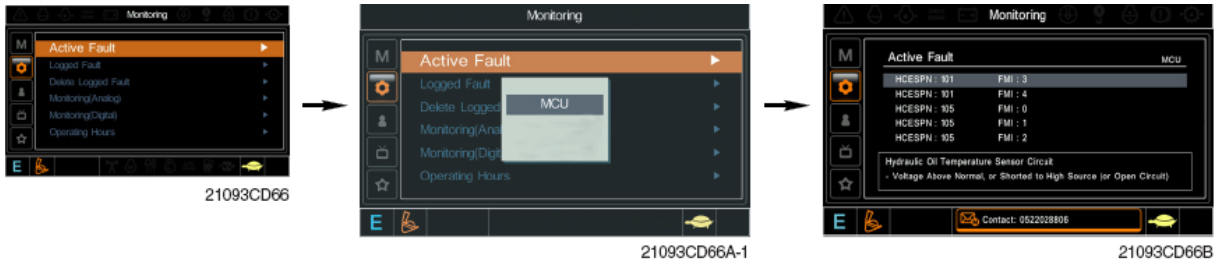 Monitoring
M
Active Fault
Logged Fault
Delete Logged Fault
Monitoring(Analog)
Monitoring(Digital)
Operating Hours
E
21093CD66
Monitoring
M
Active Fault
Logged Fault
Delete Logged
MCU
Monitoring(Ana
Monitoring(Digit
Operating Hours
E
21093CD66A-1
Monitoring
M
Active Fault MCU
HCESPN : 101 FMI : 3
HCESPN : 101 FMI : 4
HCESPN : 105 FMI : 0
HCESPN : 105 FMI : 1
HCESPN : 105 FMI : 2
Hydraulic Oil Temperature Sensor Circuit
- Voltage Above Normal, or Shorted to High Source (or Open Circuit)
E
Contact: 0522028806
21093CD66B